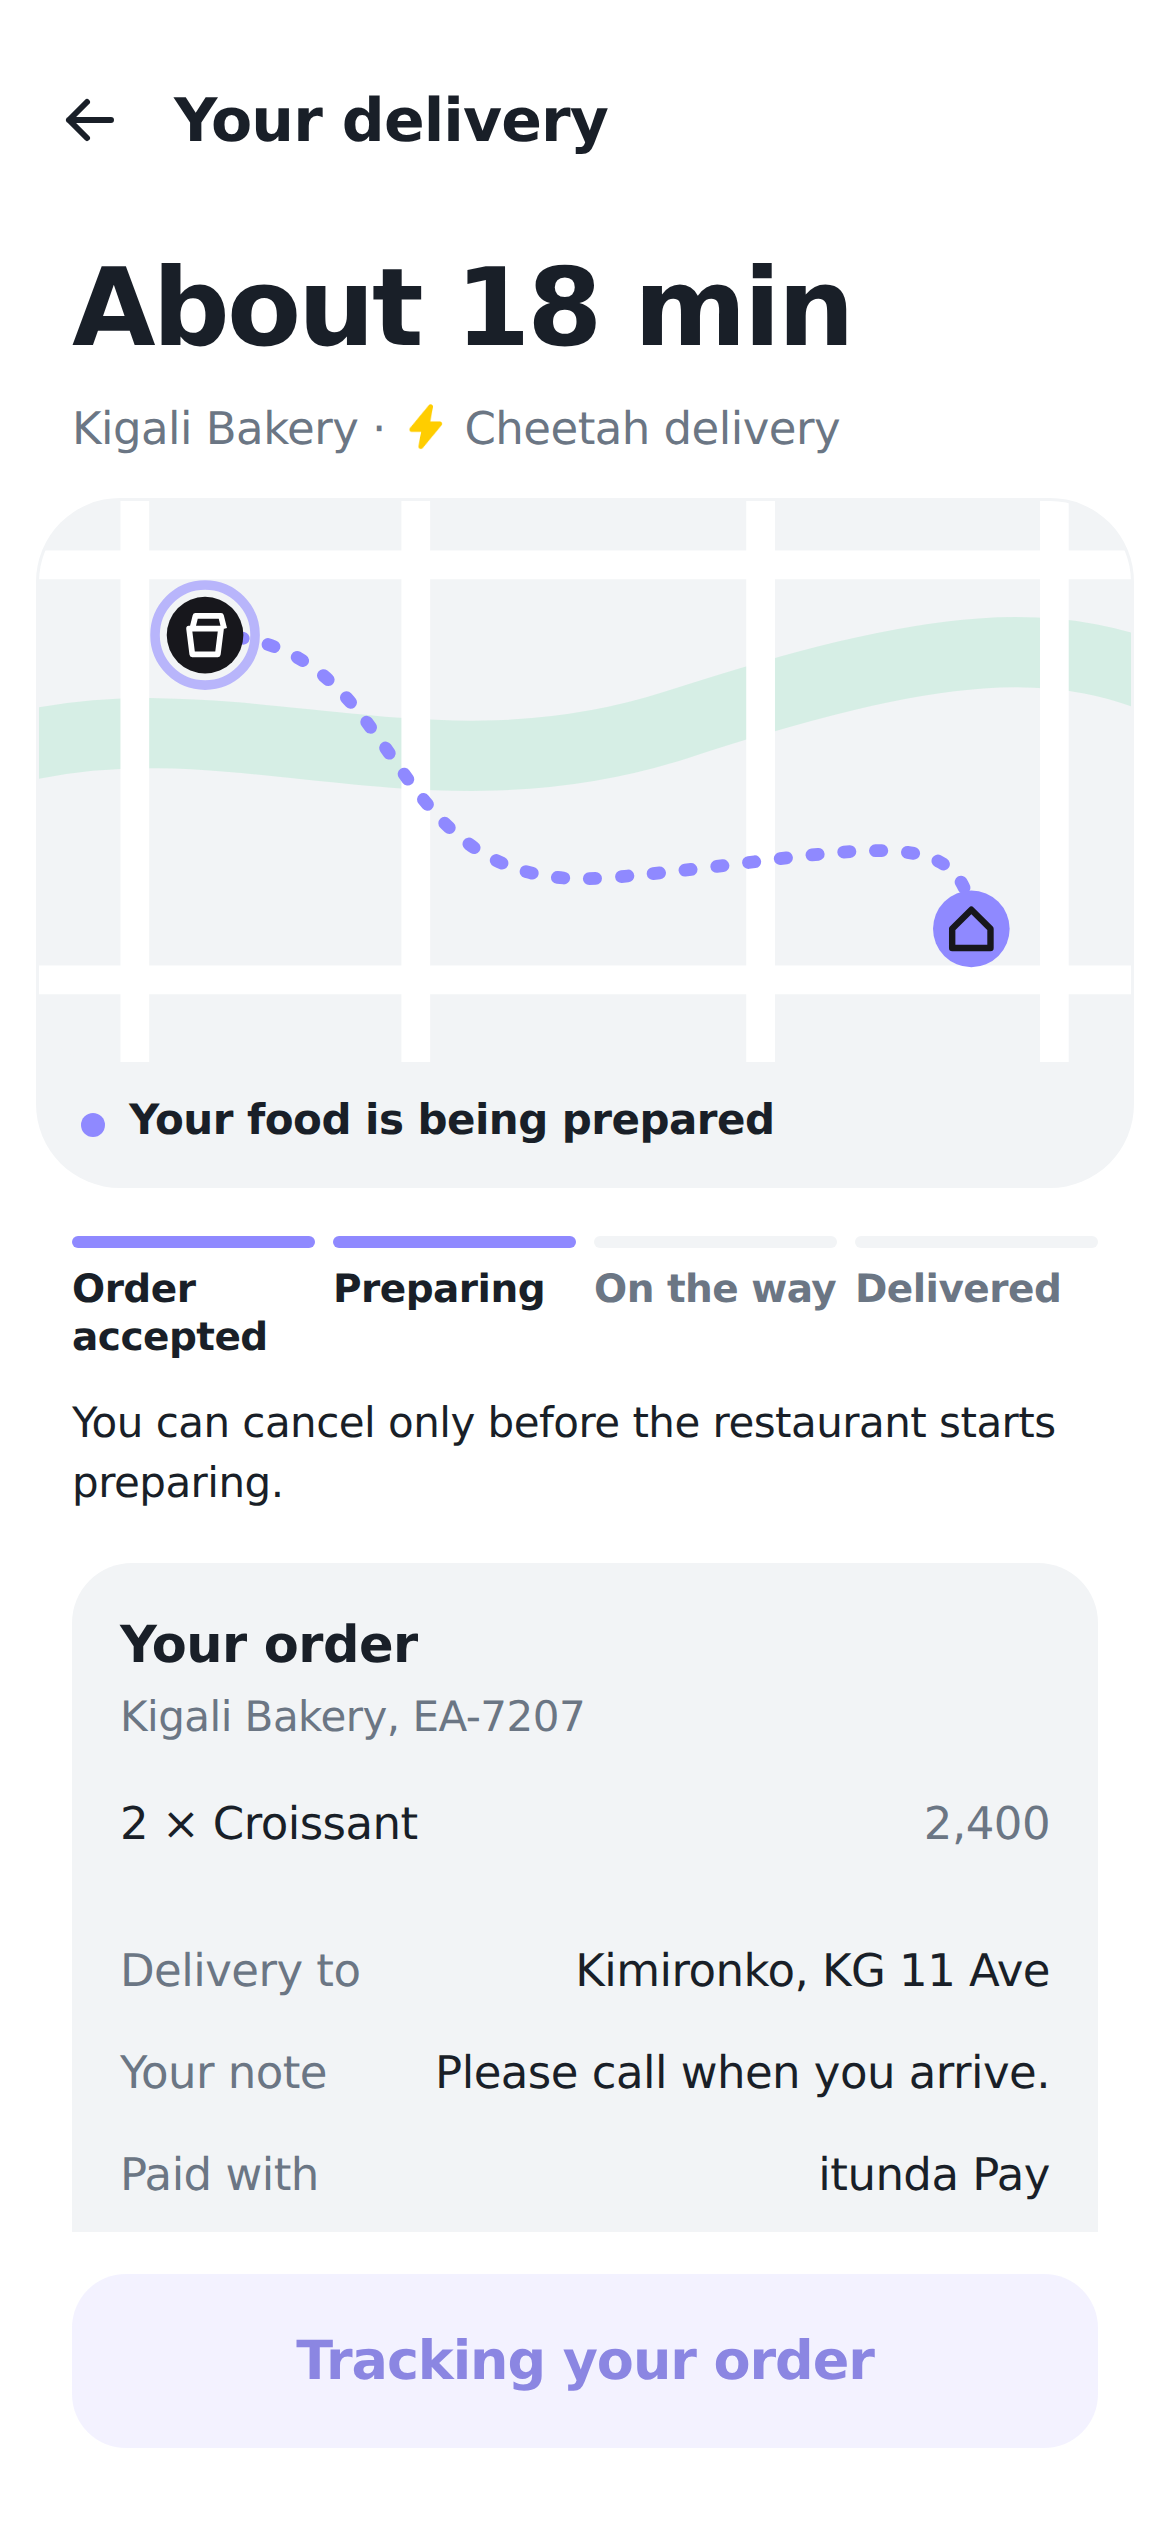 Your delivery
About 18 min
Kigali Bakery · Cheetah delivery
Your food is being prepared
Order accepted
Preparing
On the way
Delivered
You can cancel only before the restaurant starts
preparing.
Your order
Kigali Bakery, EA-7207
2 × Croissant 2,400
Delivery to Kimironko, KG 11 Ave
Your note Please call when you arrive.
Paid with itunda Pay
Tracking your order